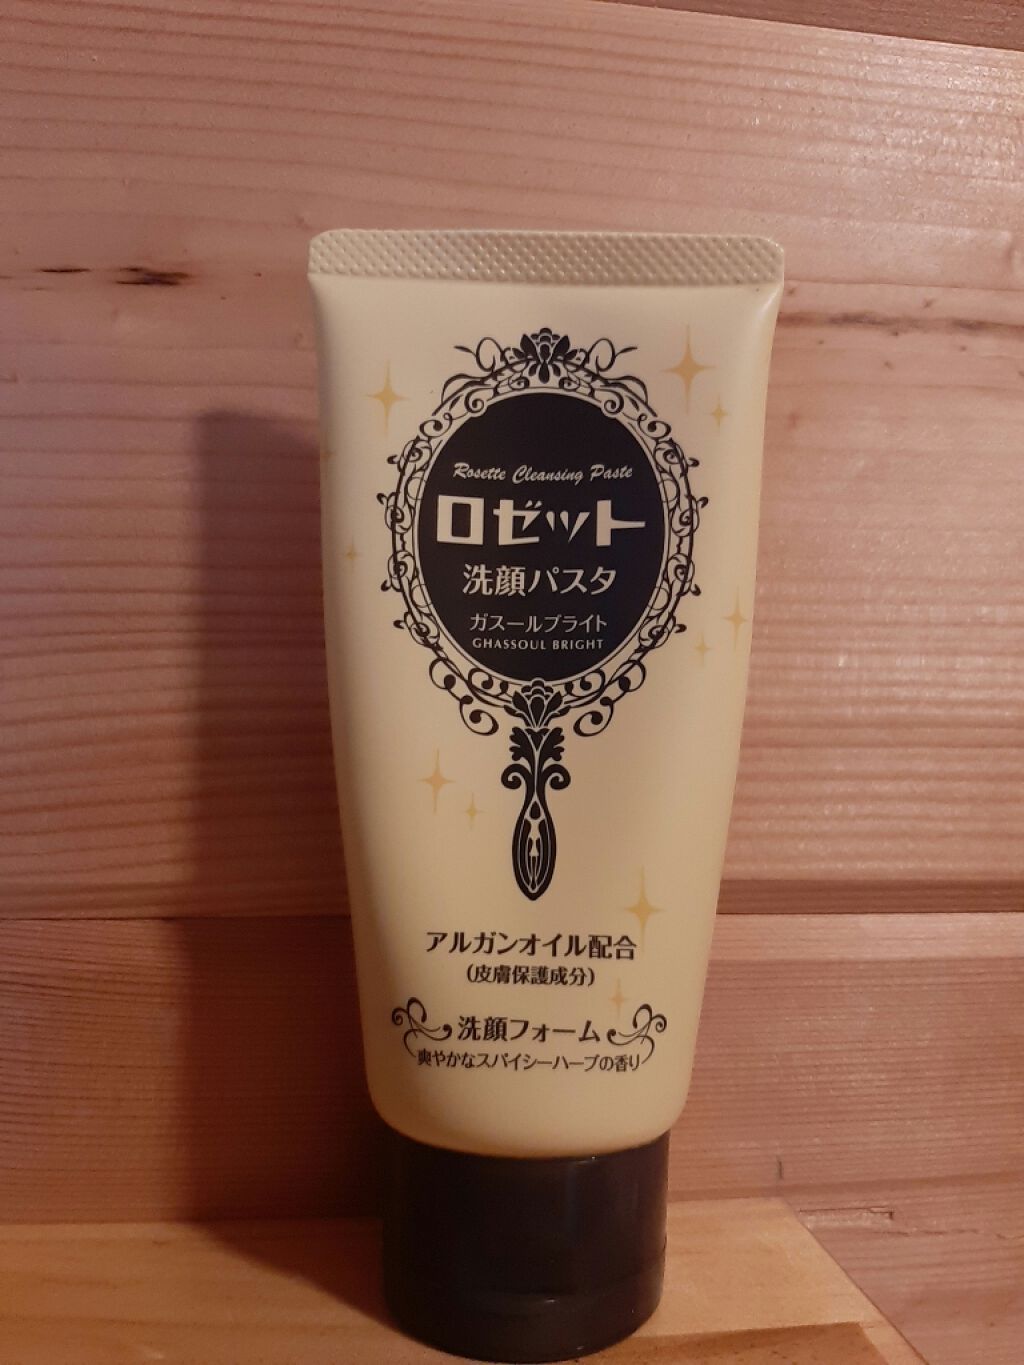 Rosette Cleansing Paste
ロゼット
洗顔パスタ
ガスールブライト
GHASSOUL BRIGHT
アルガンオイル配合
(皮膚保護成分)
洗顔フォーム
爽やかなスパイシーハーブの香り